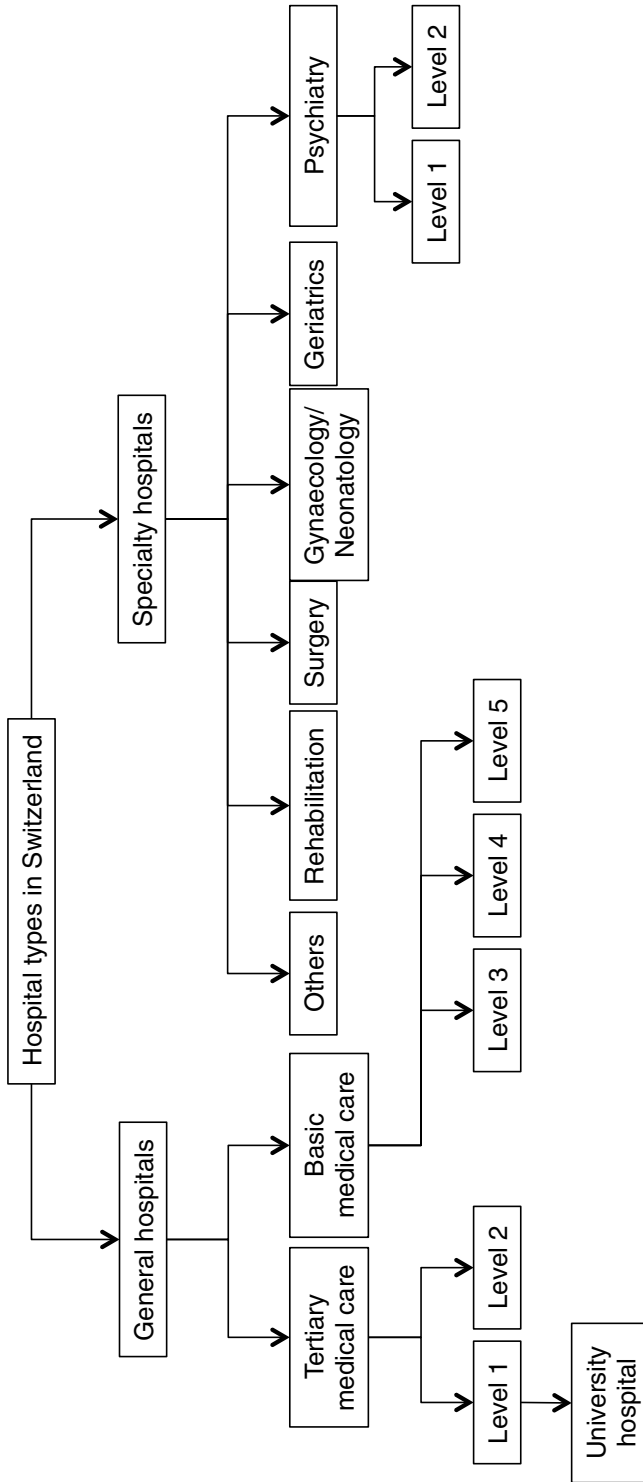 Hospital types in Switzerland
General hospitals
Specialty hospitals
Tertiary
medical care
Basic
medical care
Others
Rehabilitation
Surgery
Gynaecology/
Neonatology
Geriatrics
Psychiatry
Level 1
Level 2
Level 3
Level 4
Level 5
Level 1
Level 2
University
hospital